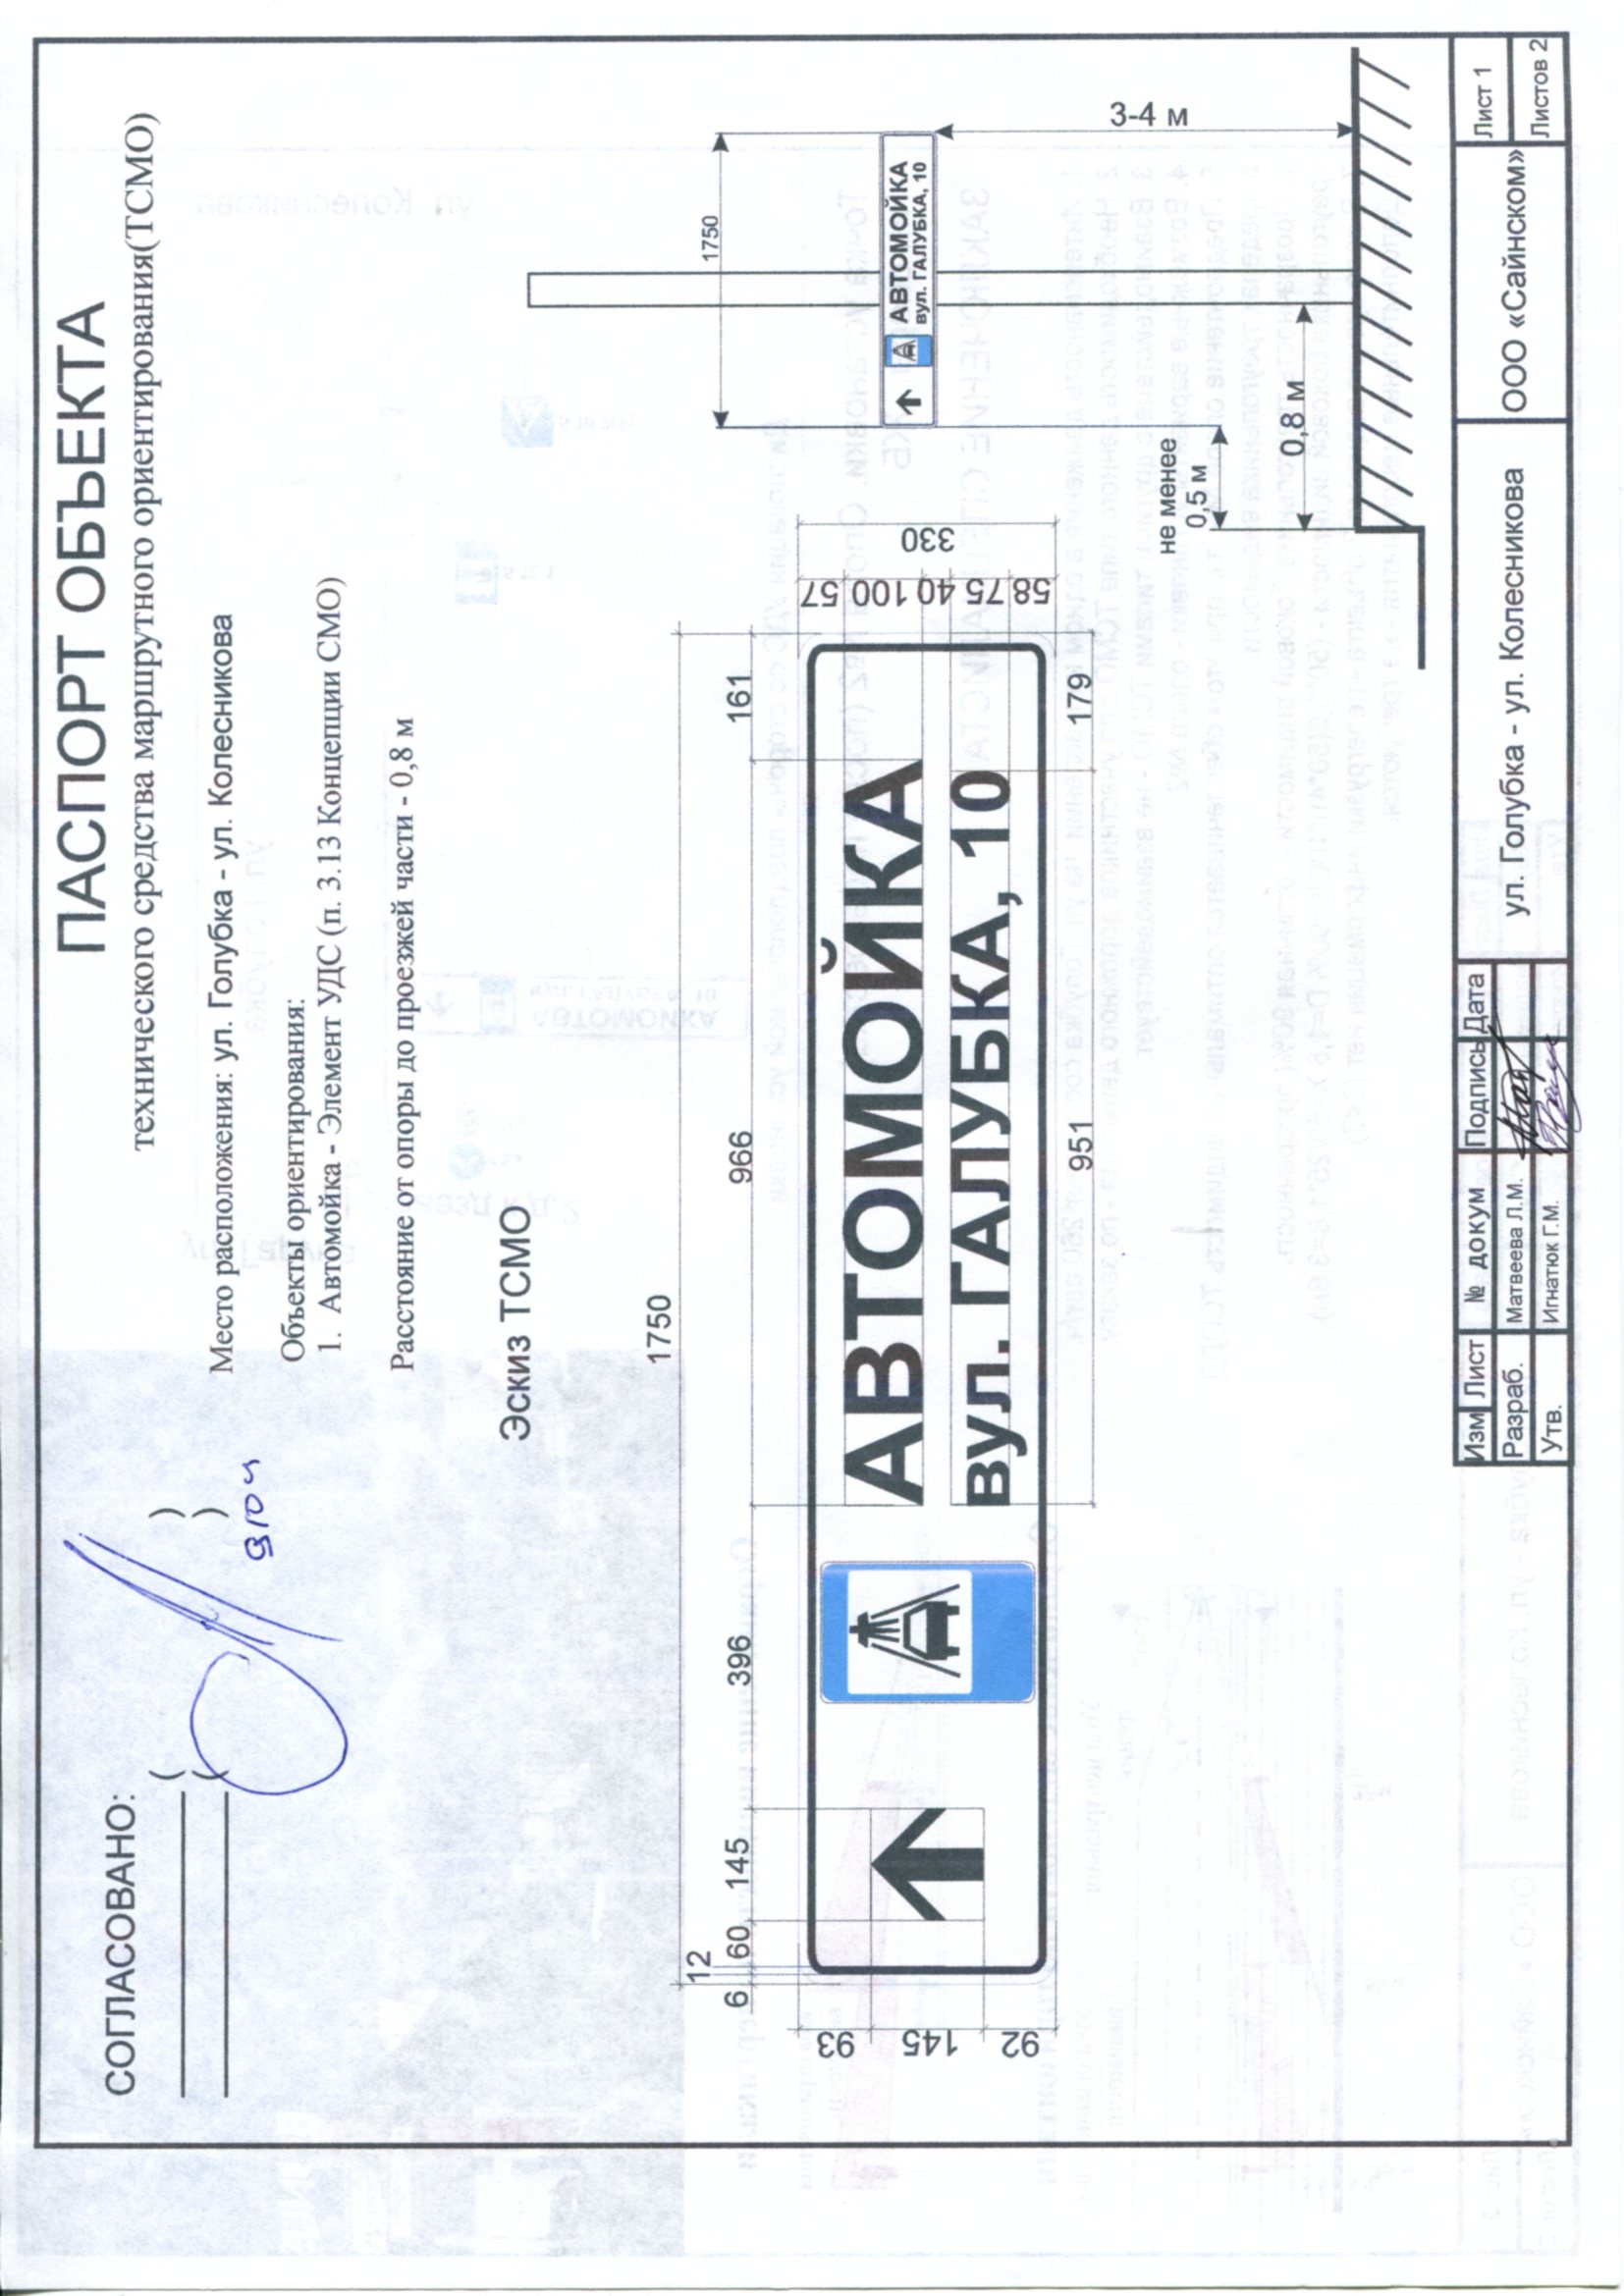 ПАСПОРТ ОБЪЕКТА
технического средства маршрутного ориентирования(ТСМО)
СОГЛАСОВАНО:
( )
( )
Место расположения: ул. Голубка - ул. Колесникова
Объекты ориентирования:
1. Автомойка - Элемент УДС (п. 3.13 Концепции СМО)
Расстояние от опоры до проезжей части - 0,8 м
Эскиз ТСМО
1750
12
6 60 145 396 966 161
АВТОМОЙКА
вул. ГАЛУБКА, 10
951 179
93 145 92
57 100 40 75 58
330
1750
АВТОМОЙКА
вул. ГАЛУБКА, 10
3-4 м
не менее
0,5 м
0,8 м
Изм Лист № докум Подпись Дата
Разраб. Матвеева Л.М.
Утв. Игнатюк Г.М.
ул. Голубка - ул. Колесникова
ООО «Сайнском»
Лист 1
Листов 2